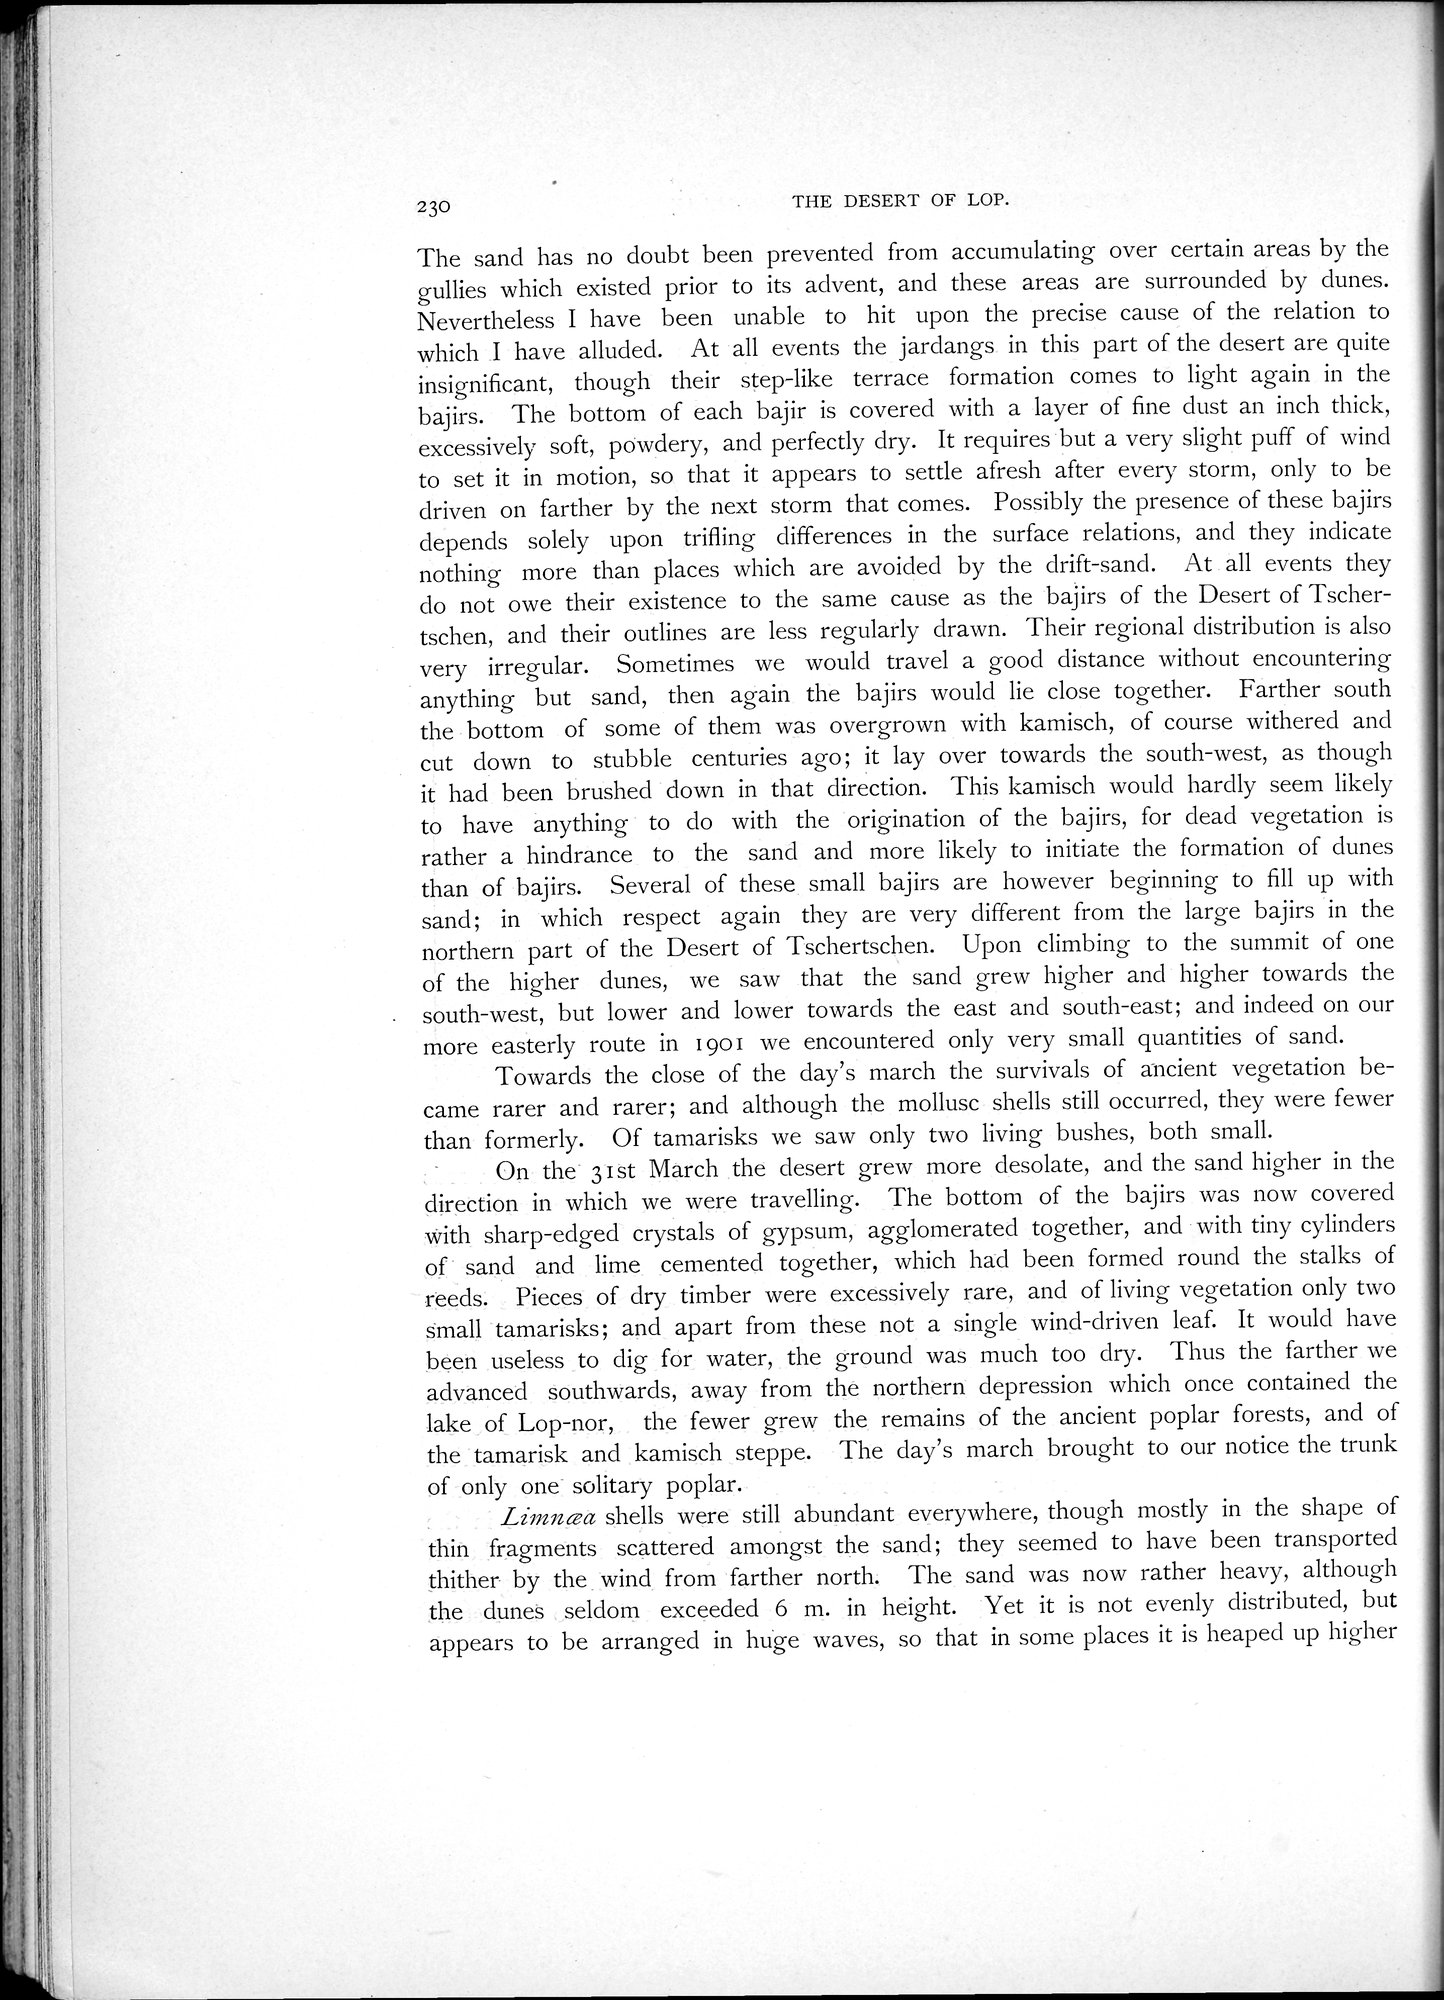 230
THE DESERT OF LOP.
The sand has no doubt been prevented from accumulating over certain areas by the
gullies which existed prior to its advent, and these areas are surrounded by dunes.
Nevertheless I have been unable to hit upon the precise cause of the relation to
which I have alluded. At all events the jardangs in this part of the desert are quite
insignificant, though their step-like terrace formation comes to light again in the
bajirs. The bottom of each bajir is covered with a layer of fine dust an inch thick,
excessively soft, powdery, and perfectly dry. It requires but a very slight puff of wind
to set it in motion, so that it appears to settle afresh after every storm, only to be
driven on farther by the next storm that comes. Possibly the presence of these bajirs
depends solely upon trifling differences in the surface relations, and they indicate
nothing more than places which are avoided by the drift-sand. At all events they
do not owe their existence to the same cause as the bajirs of the Desert of Tscher-
tschen, and their outlines are less regularly drawn. Their regional distribution is also
very irregular. Sometimes we would travel a good distance without encountering
anything but sand, then again the bajirs would lie close together. Farther south
the bottom of some of them was overgrown with kamisch, of course withered and
cut down to stubble centuries ago; it lay over towards the south-west, as though
it had been brushed down in that direction. This kamisch would hardly seem likely
to have anything to do with the origination of the bajirs, for dead vegetation is
rather a hindrance to the sand and more likely to initiate the formation of dunes
than of bajirs. Several of these small bajirs are however beginning to fill up with
sand; in which respect again they are very different from the large bajirs in the
northern part of the Desert of Tschertschen. Upon climbing to the summit of one
of the higher dunes, we saw that the sand grew higher and higher towards the
south-west, but lower and lower towards the east and south-east; and indeed on our
more easterly route in 1901 we encountered only very small quantities of sand.
Towards the close of the day's march the survivals of ancient vegetation be-
came rarer and rarer; and although the mollusc shells still occurred, they were fewer
than formerly. Of tamarisks we saw only two living bushes, both small.
On the 31st March the desert grew more desolate, and the sand higher in the
direction in which we were travelling. The bottom of the bajirs was now covered
with sharp-edged crystals of gypsum, agglomerated together, and with tiny cylinders
of sand and lime cemented together, which had been formed round the stalks of
reeds. Pieces of dry timber were excessively rare, and of living vegetation only two
small tamarisks; and apart from these not a single wind-driven leaf. It would have
been useless to dig for water, the ground was much too dry. Thus the farther we
advanced southwards, away from the northern depression which once contained the
lake of Lop-nor, the fewer grew the remains of the ancient poplar forests, and of
the tamarisk and kamisch steppe. The day's march brought to our notice the trunk
of only one solitary poplar.
Limnæa shells were still abundant everywhere, though mostly in the shape of
thin fragments scattered amongst the sand; they seemed to have been transported
thither by the wind from farther north. The sand was now rather heavy, although
the dunes seldom exceeded 6 m. in height. Yet it is not evenly distributed, but
appears to be arranged in huge waves, so that in some places it is heaped up higher